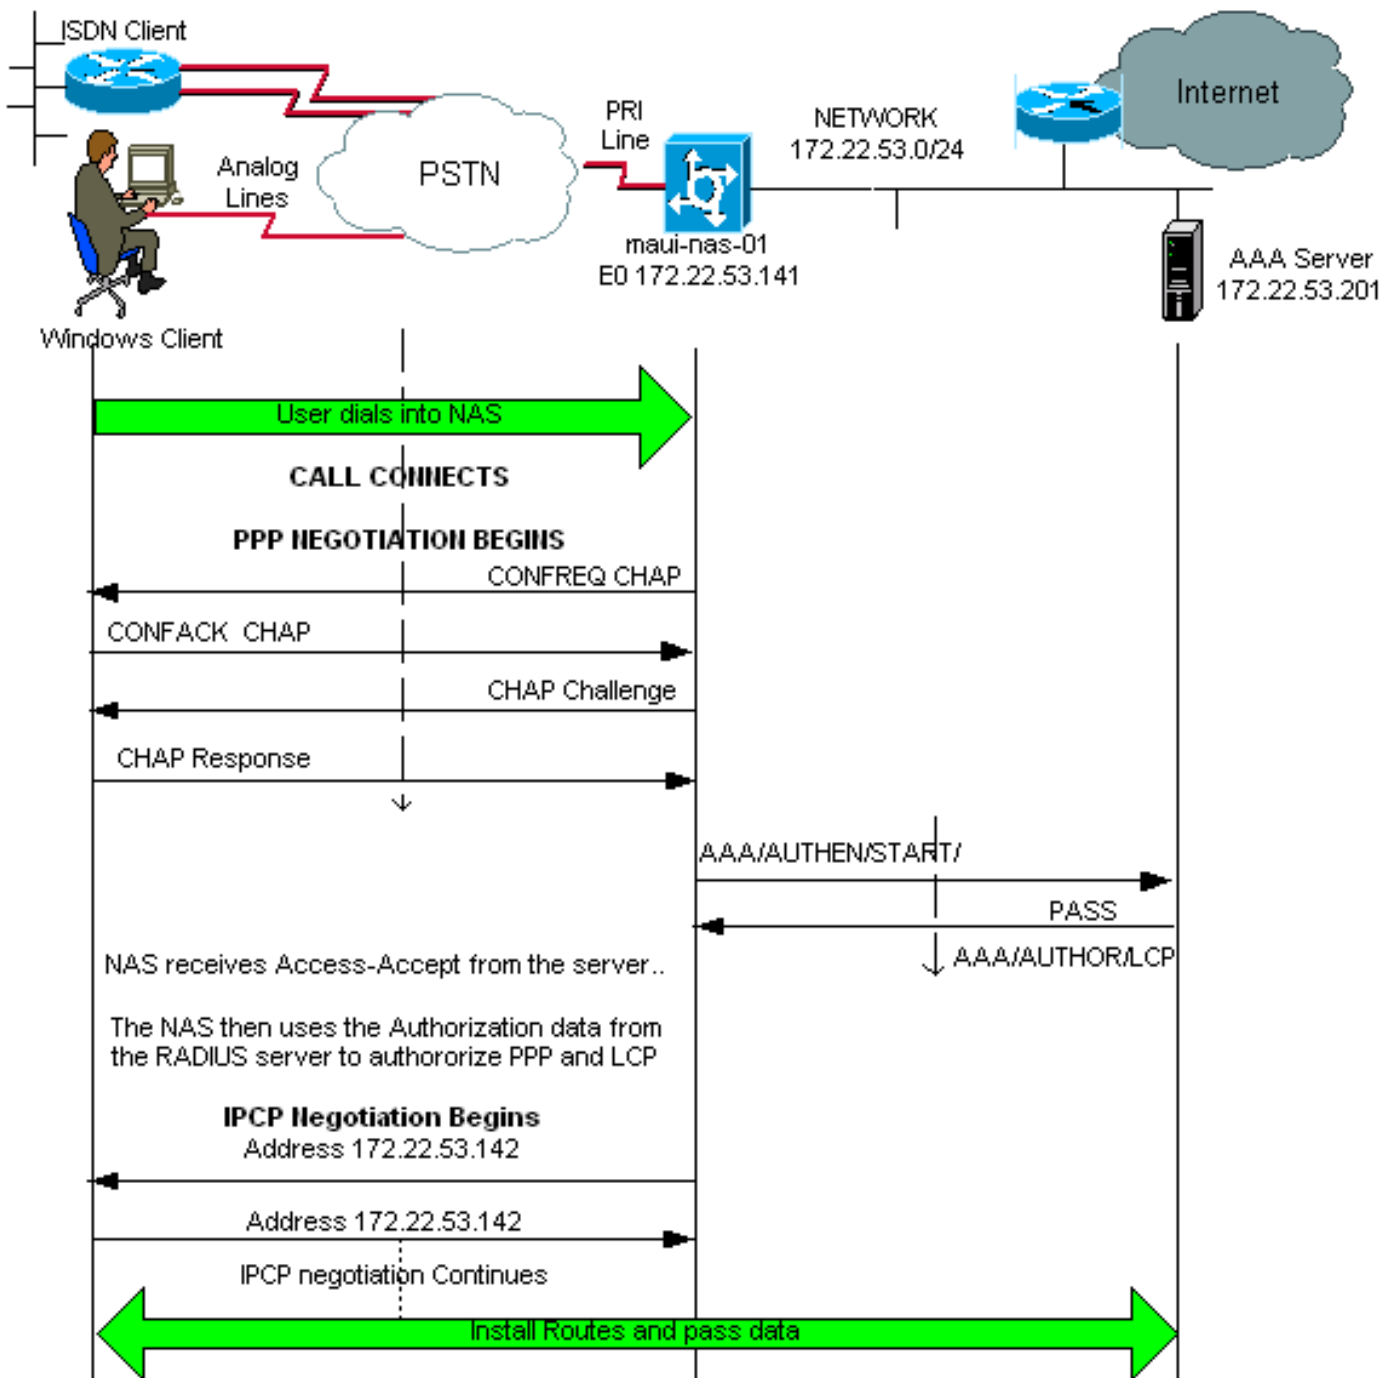 ISDN Client
Analog
Lines
PSTN
PRI
Line
NETWORK
172.22.53.0/24
Internet
maui-nas-01
E0 172.22.53.141
AAA Server
172.22.53.201
Windows Client
User dials into NAS
CALL CONNECTS
PPP NEGOTIATION BEGINS
CONFREQ CHAP
CONFACK CHAP
CHAP Challenge
CHAP Response
AAA/AUTHEN/START/
PASS
AAA/AUTHOR/LCP
NAS receives Access-Accept from the server..
The NAS then uses the Authorization data from
the RADIUS server to authororize PPP and LCP
IPCP Negotiation Begins
Address 172.22.53.142
Address 172.22.53.142
IPCP negotiation Continues
Install Routes and pass data